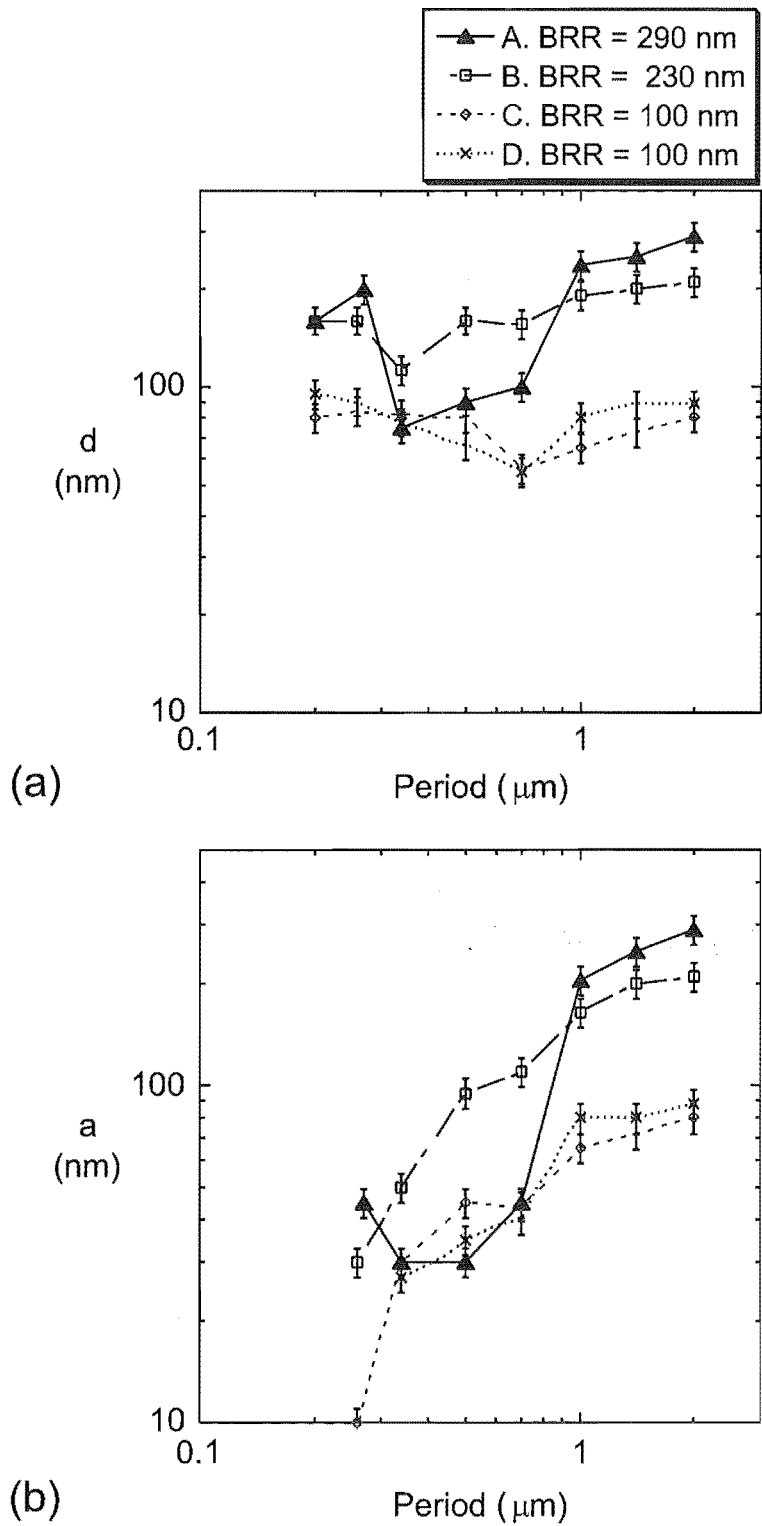 A. BRR = 290 nm
B. BRR = 230 nm
C. BRR = 100 nm
D. BRR = 100 nm
100
d
(nm)
10
0.1
1
(a)
Period (μm)
100
a
(nm)
10
0.1
1
(b)
Period (μm)